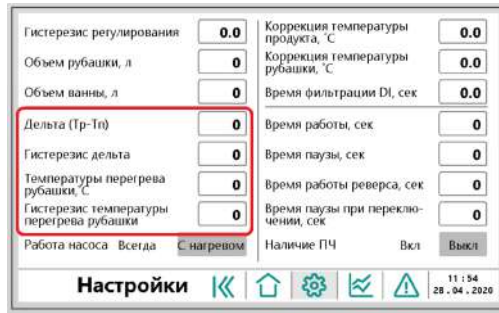 Гистерезис регулирования 0.0
Объем рубашки, л 0
Объем ванны, л 0
Дельта (Тр-Тп) 0
Гистерезис дельта 0
Температуры перегрева
рубашки,˚С 0
Гистерезис температуры
перегрева рубашки 0
Работа насоса Всегда С нагревом
Коррекция температуры
продукта, ˚С 0.0
Коррекция температуры
рубашки, ˚С 0.0
Время фильтрации DI, сек 0.0
Время работы, сек 0
Время паузы, сек 0
Время работы реверса, сек 0
Время паузы при переклю-
чении, сек 0
Наличие ПЧ Вкл Выкл
Настройки
11 : 54
28 . 04 . 2020